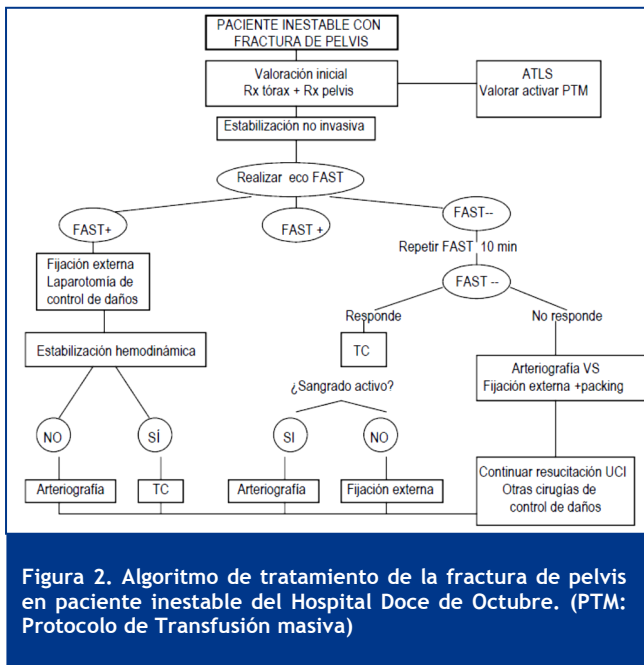 PACIENTE INESTABLE CON
FRACTURA DE PELVIS
Valoración inicial
Rx tórax + Rx pelvis
ATLS
Valorar activar PTM
Estabilización no invasiva
Realizar eco FAST
FAST+
FAST +
FAST--
Repetir FAST 10 min
Fijación externa
Laparotomía de
control de daños
FAST --
Responde
No responde
Estabilización hemodinámica
TC
Arteriografía VS
Fijación externa +packing
¿Sangrado activo?
NO
SÍ
SI
NO
Arteriografía
TC
Arteriografía
Fijación externa
Continuar resucitación UCI
Otras cirugías de
control de daños
Figura 2. Algoritmo de tratamiento de la fractura de pelvis
en paciente inestable del Hospital Doce de Octubre. (PTM:
Protocolo de Transfusión masiva)